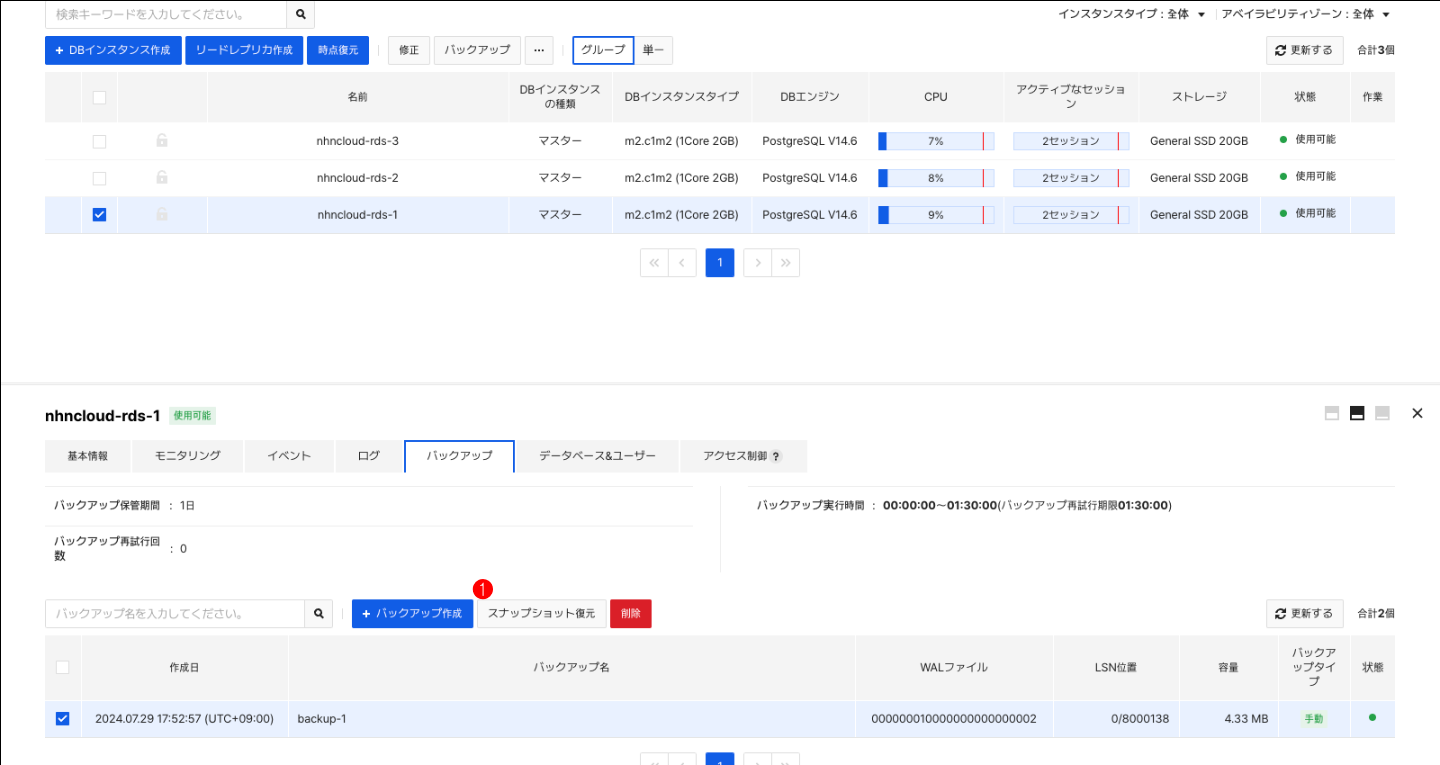 検索キーワードを入力してください。
インスタンスタイプ : 全体 アベイラビリティゾーン : 全体
+ DBインスタンス作成 リードレプリカ作成 時点復元 修正 バックアップ ... グループ 単一 更新する 合計3個
名前 DBインスタンス
の種類 DBインスタンスタイプ DBエンジン CPU アクティブなセッショ
ン ストレージ 状態 作業
nhncloud-rds-3 マスター m2.c1m2 (1Core 2GB) PostgreSQL V14.6 7% 2セッション General SSD 20GB 使用可能
nhncloud-rds-2 マスター m2.c1m2 (1Core 2GB) PostgreSQL V14.6 8% 2セッション General SSD 20GB 使用可能
nhncloud-rds-1 マスター m2.c1m2 (1Core 2GB) PostgreSQL V14.6 9% 2セッション General SSD 20GB 使用可能
« ‹ 1 › »
nhncloud-rds-1 使用可能
基本情報 モニタリング イベント ログ バックアップ データベース&ユーザー アクセス制御 ?
バックアップ保管期間 : 1日
バックアップ実行時間 : 00:00:00～01:30:00(バックアップ再試行期限01:30:00)
バックアップ再試行回
数 : 0
1
バックアップ名を入力してください。 + バックアップ作成 スナップショット復元 削除 更新する 合計2個
作成日 バックアップ名 WALファイル LSN位置 容量 バックア
ップタイ
プ 状態
2024.07.29 17:52:57 (UTC+09:00) backup-1 000000010000000000000002 0/8000138 4.33 MB 手動
« ‹ 1 › »